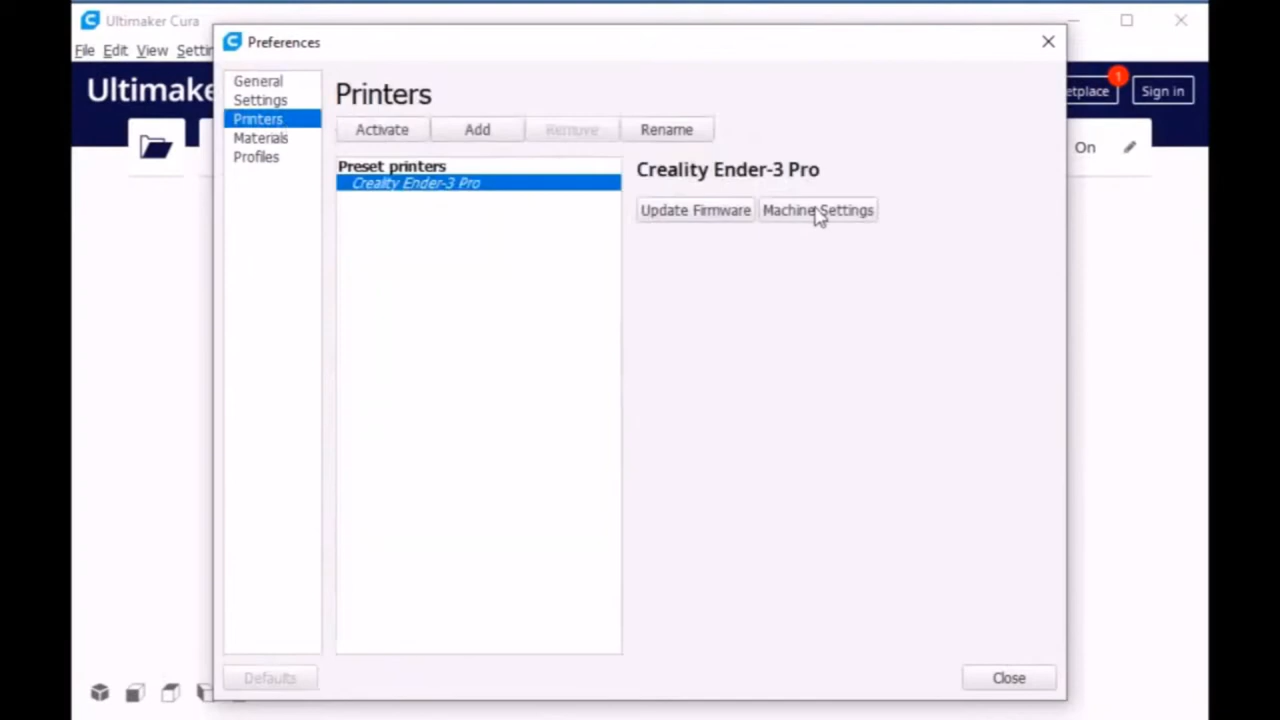 Ultimaker Cura
File Edit View Settin
Ultimake
etplace
1
Sign in
On
Preferences
General
Settings
Printers
Materials
Profiles
Defaults
Printers
Activate Add Remove Rename
Preset printers
Creality Ender-3 Pro
Creality Ender-3 Pro
Update Firmware Machine Settings
Close